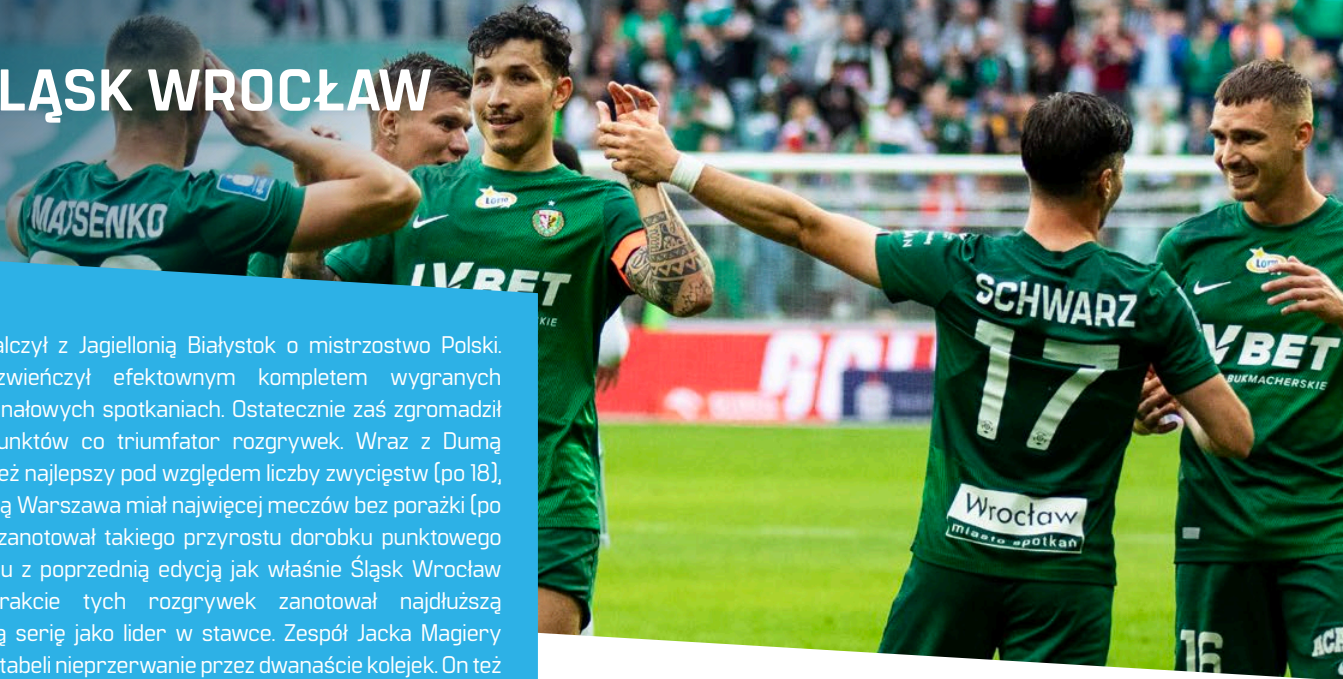 LĄSK WROCŁAW
MATSENKO
LVBET
KIE
SCHWARZ
17
Wrocław
miasto spotkań
VBET
BUKMACHERSKIE
16
alczył z Jagiellonią Białystok o mistrzostwo Polski.
zwieńczył efektownym kompletem wygranych
nałowych spotkaniach. Ostatecznie zaś zgromadził
unktów co triumfator rozgrywek. Wraz z Dumą
eż najlepszy pod względem liczby zwycięstw (po 18),
ą Warszawa miał najwięcej meczów bez porażki (po
zanotował takiego przyrostu dorobku punktowego
u z poprzednią edycją jak właśnie Śląsk Wrocław
rakcie tych rozgrywek zanotował najdłuższą
ą serię jako lider w stawce. Zespół Jacka Magiery
tabeli nieprzerwanie przez dwanaście kolejek. On też